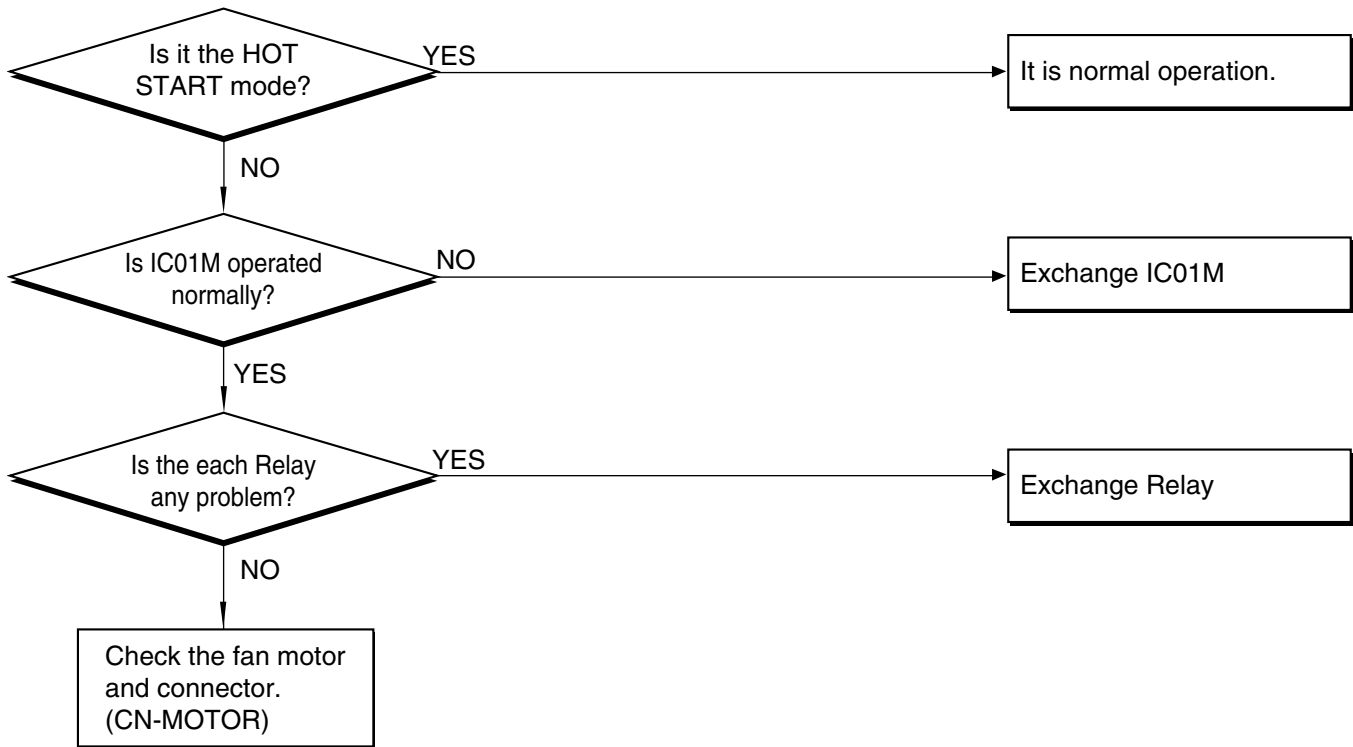 Is it the HOT
START mode?
YES
It is normal operation.
NO
Is IC01M operated
normally?
NO
Exchange IC01M
YES
Is the each Relay
any problem?
YES
Exchange Relay
NO
Check the fan motor
and connector.
(CN-MOTOR)